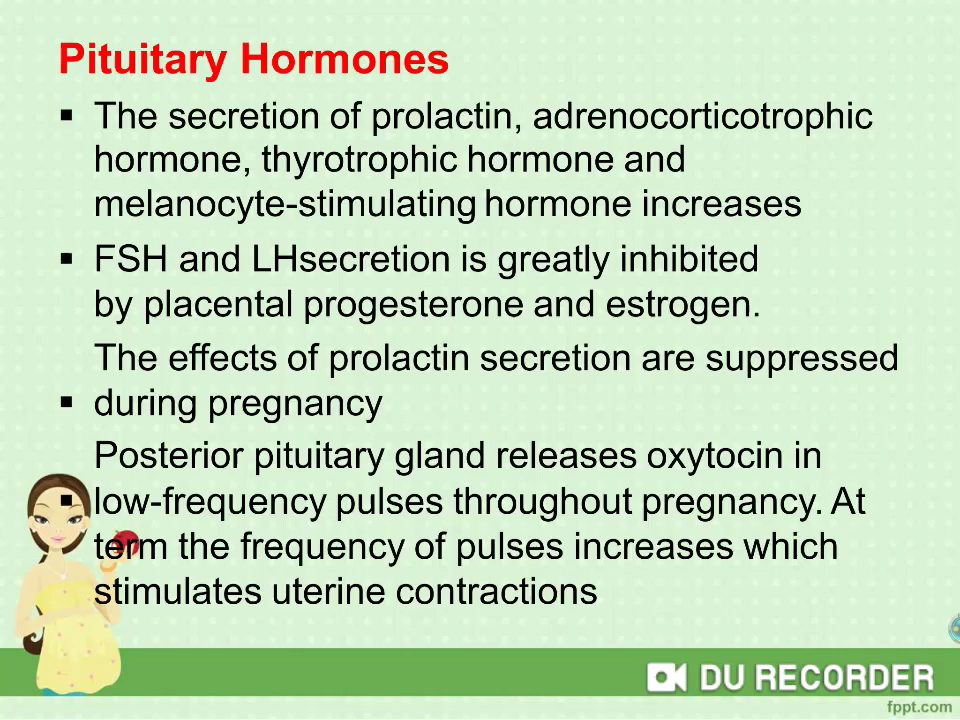 Pituitary Hormones
▪ The secretion of prolactin, adrenocorticotrophic
hormone, thyrotrophic hormone and
melanocyte-stimulating hormone increases
▪ FSH and LHsecretion is greatly inhibited
by placental progesterone and estrogen.
The effects of prolactin secretion are suppressed
▪ during pregnancy
Posterior pituitary gland releases oxytocin in
▪ low-frequency pulses throughout pregnancy. At
term the frequency of pulses increases which
stimulates uterine contractions
DU RECORDER
fppt.com